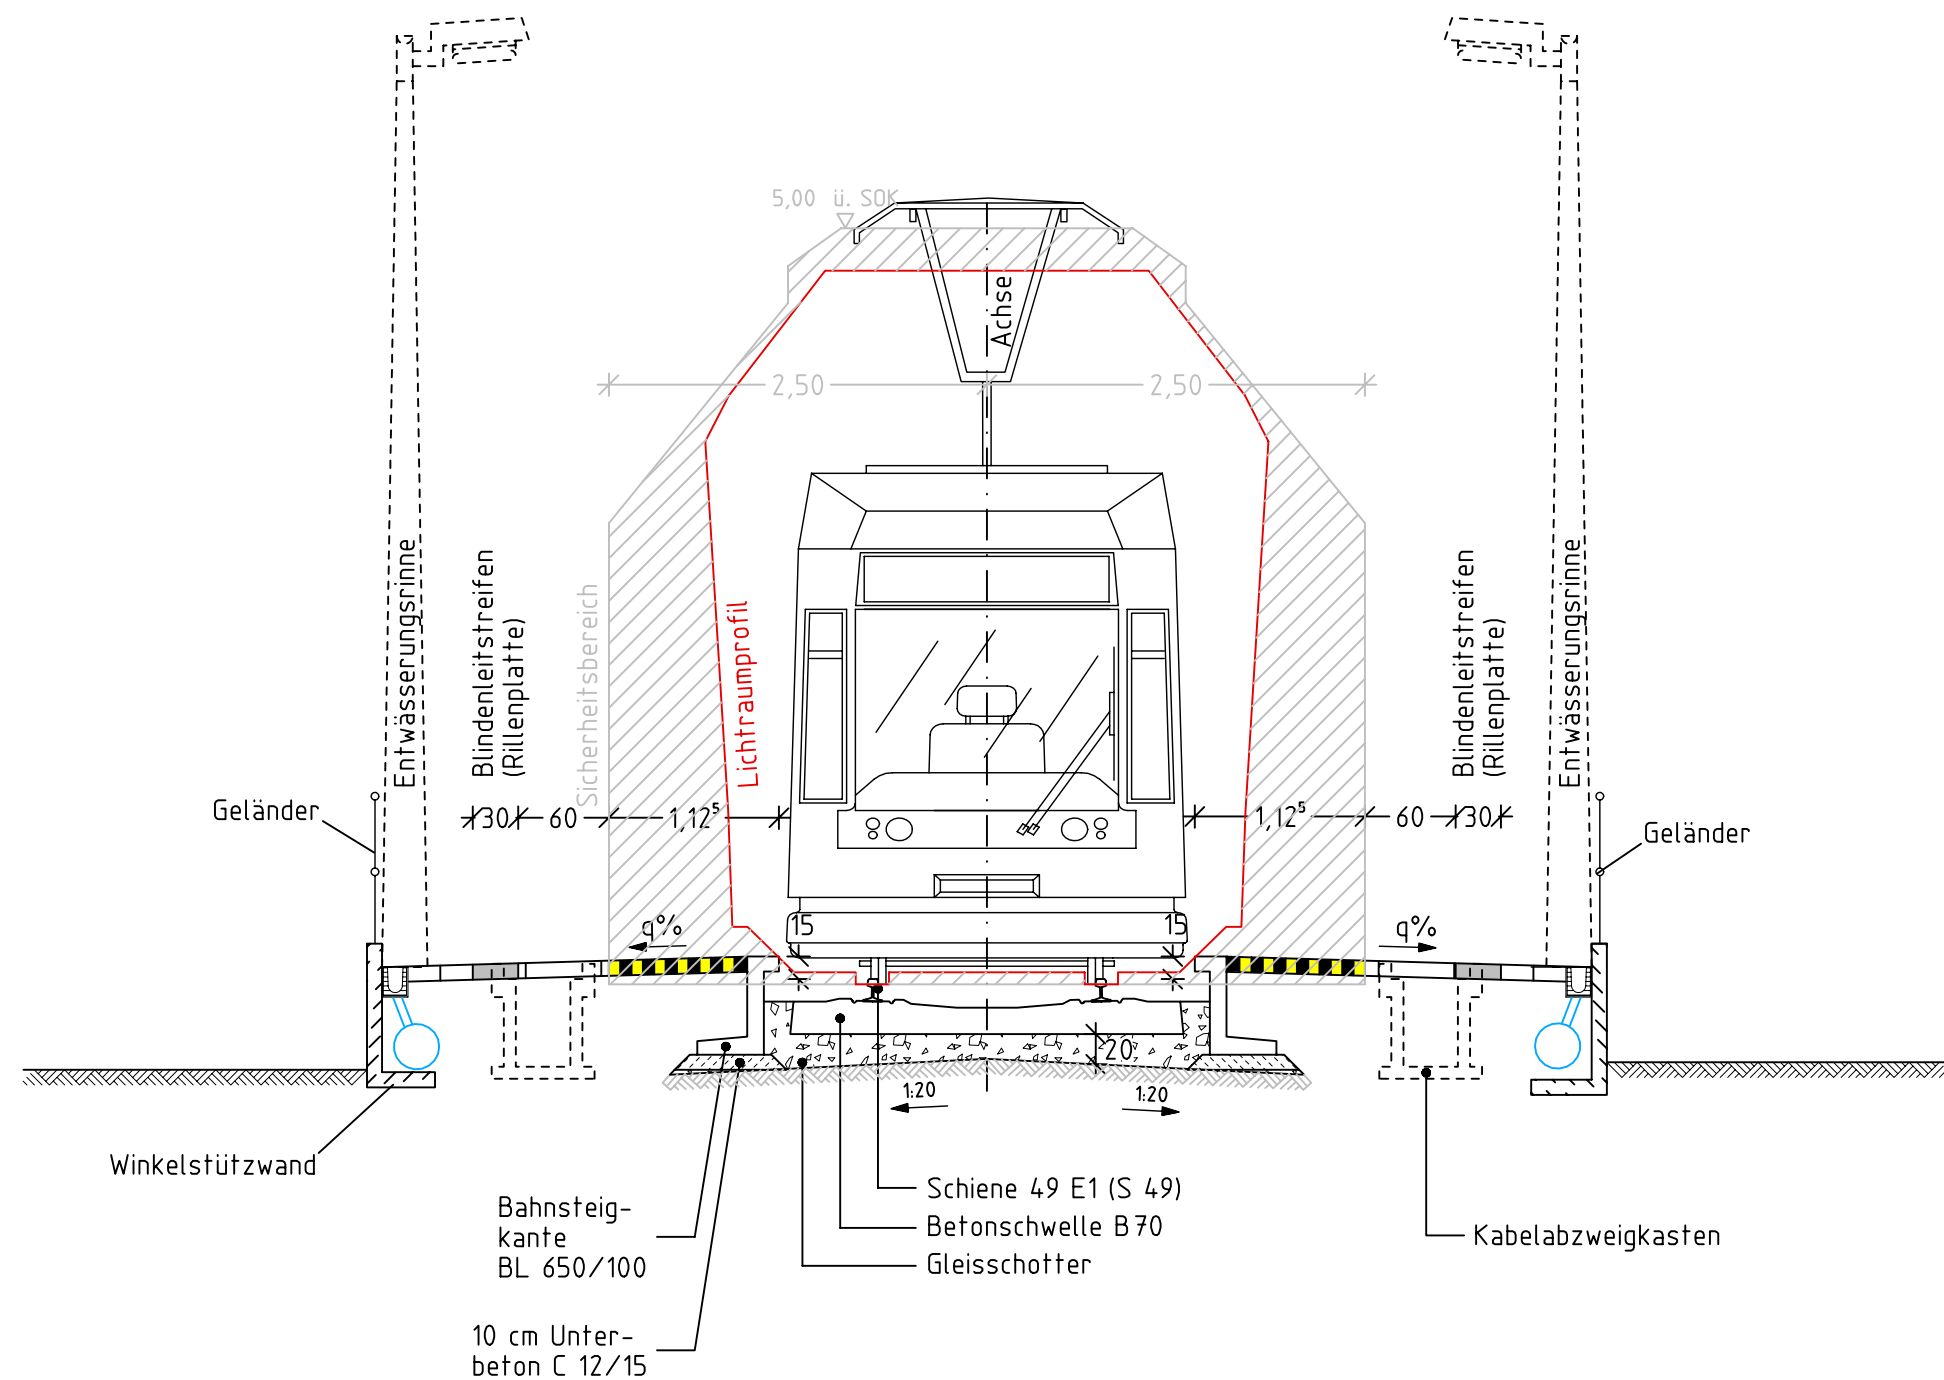 5,00 ü. SOK
Achse
2,50
2,50
Entwässerungsrinne
Blindenleitstreifen
(Rillenplatte)
Sicherheitsbereich
Lichtraumprofil
Blindenleitstreifen
(Rillenplatte)
Entwässerungsrinne
Geländer
30
60
1,12⁵
1,12⁵
60
30
Geländer
q%
15
15
q%
20
1:20
1:20
Winkelstützwand
Bahnsteig-
kante
BL 650/100
10 cm Unter-
beton C 12/15
Schiene 49 E1 (S 49)
Betonschwelle B70
Gleisschotter
Kabelabzweigkasten